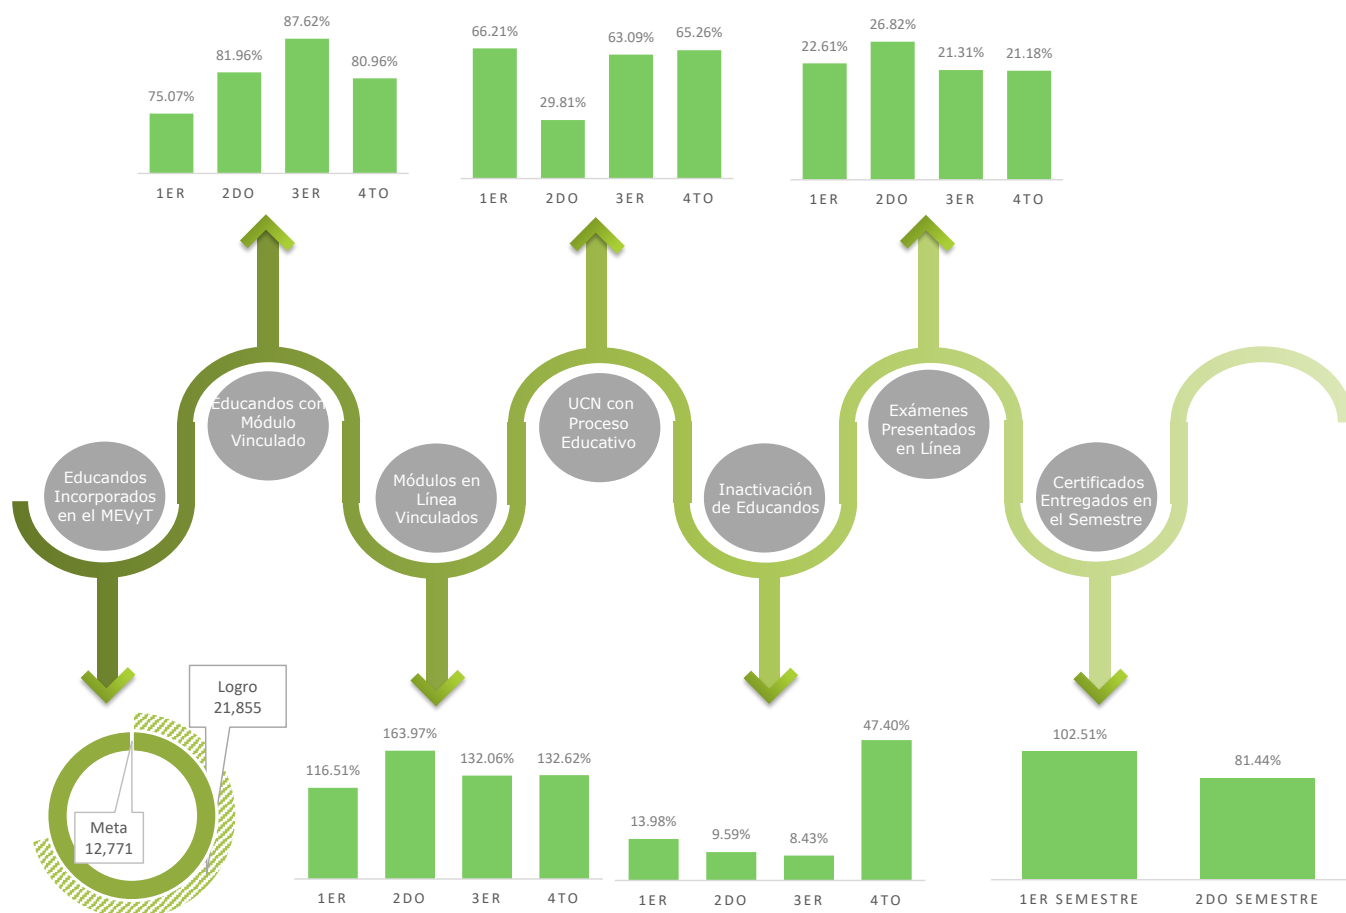 75.07%
81.96%
87.62%
80.96%
1ER 2DO 3ER 4TO
66.21%
29.81%
63.09%
65.26%
1ER 2DO 3ER 4TO
22.61%
26.82%
21.31%
21.18%
1ER 2DO 3ER 4TO
Educandos con
Módulo
Vinculado
UCN con
Proceso
Educativo
Exámenes
Presentados
en Línea
Educandos
Incorporados
en el MEVyT
Módulos en
Línea
Vinculados
Inactivación
de Educandos
Certificados
Entregados en
el Semestre
Logro
21,855
Meta
12,771
116.51%
163.97%
132.06%
132.62%
1ER 2DO 3ER 4TO
13.98%
9.59%
8.43%
47.40%
1ER 2DO 3ER 4TO
102.51%
81.44%
1ER SEMESTRE 2DO SEMESTRE